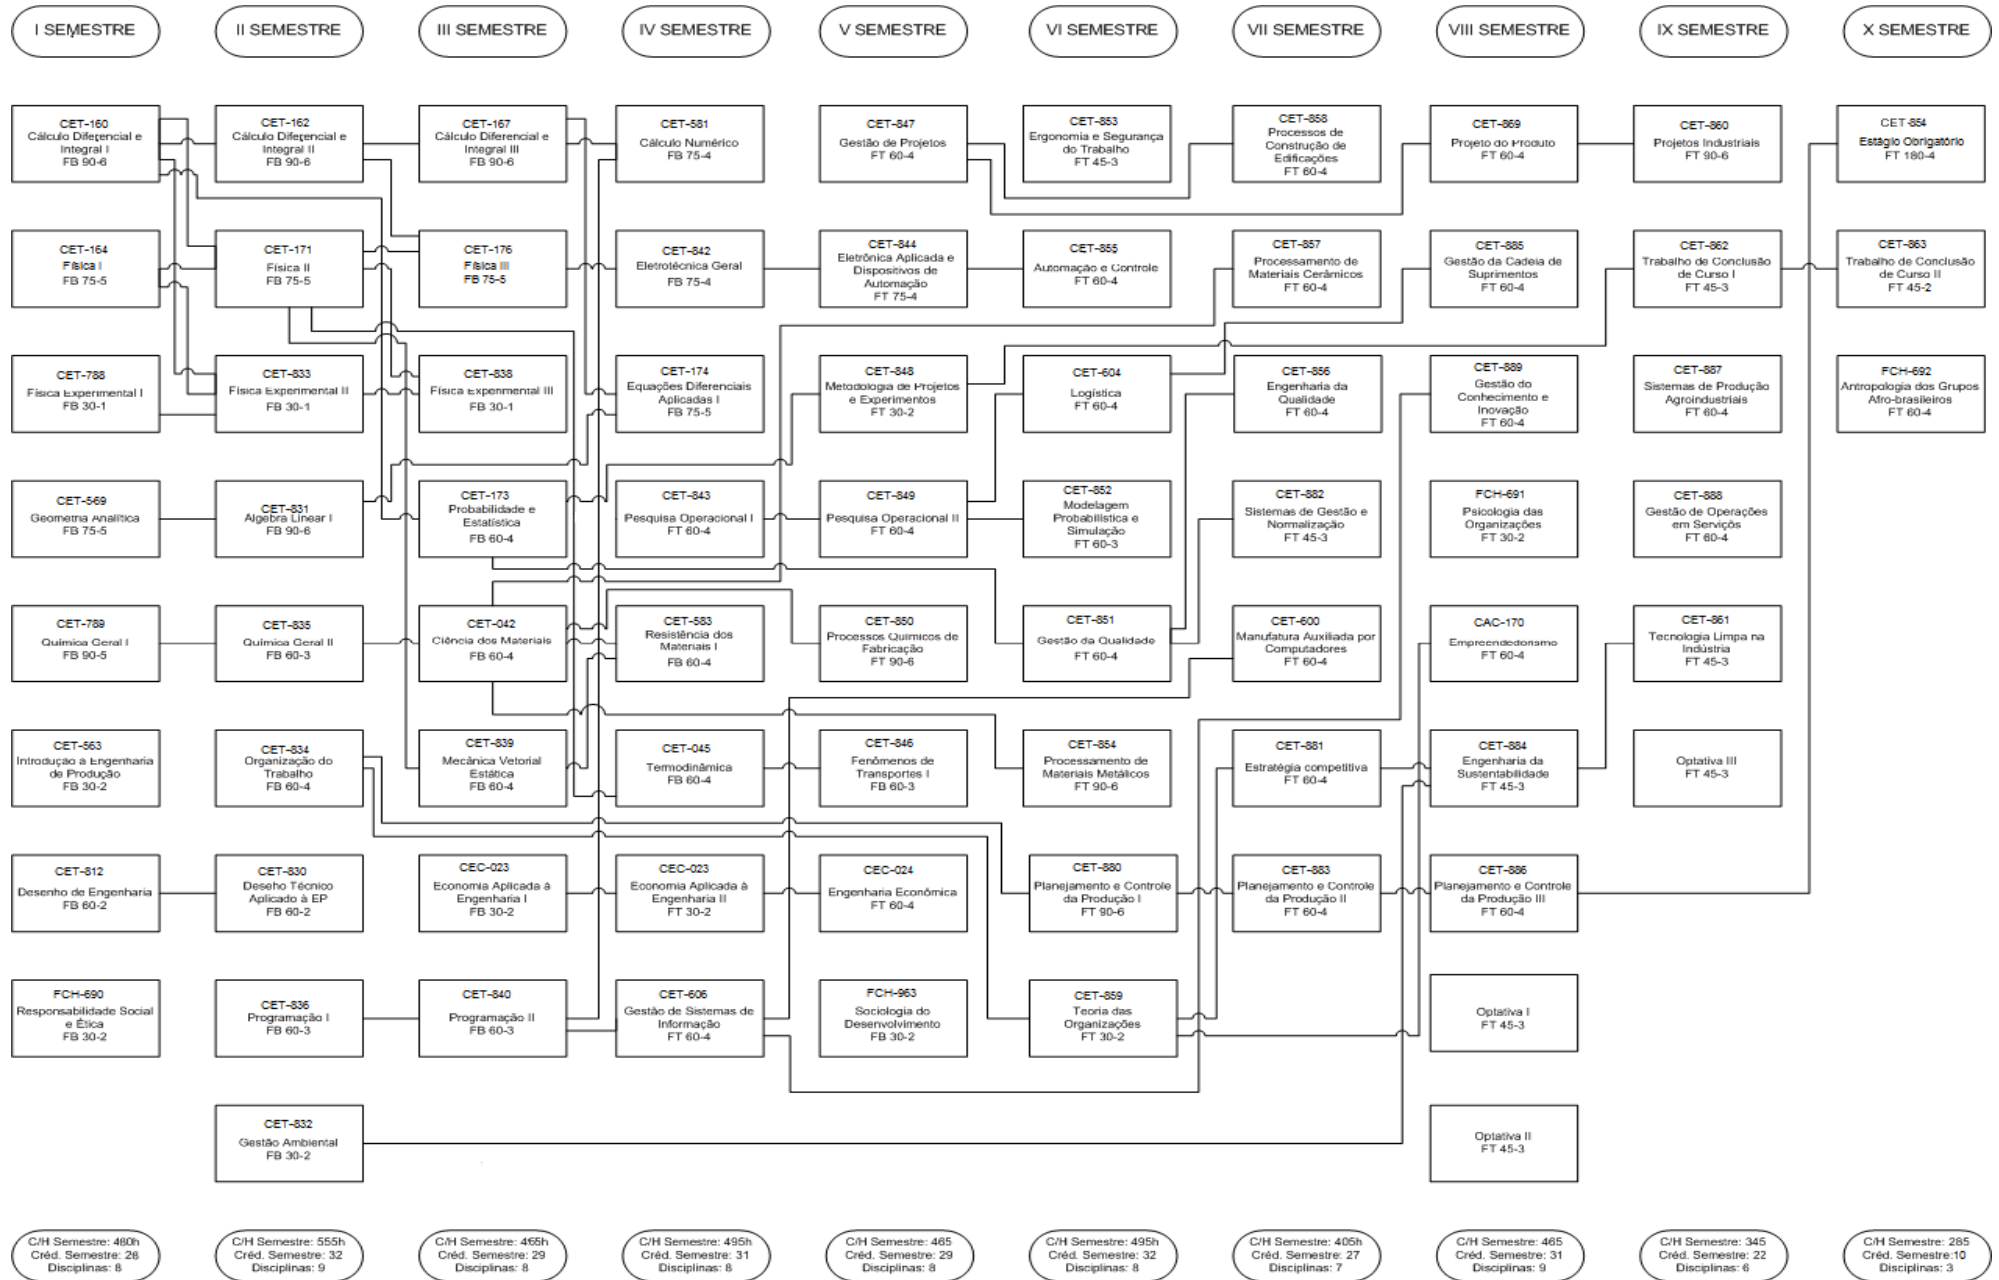 I SEMESTRE
II SEMESTRE
III SEMESTRE
IV SEMESTRE
V SEMESTRE
VI SEMESTRE
VII SEMESTRE
VIII SEMESTRE
IX SEMESTRE
X SEMESTRE
CET-160
Cálculo Diferencial e
Integral I
FB 90-6
CET-162
Cálculo Diferencial e
Integral II
FB 90-6
CET-167
Cálculo Diferencial e
Integral III
FB 90-6
CET-581
Cálculo Numérico
FB 75-4
CET-847
Gestão de Projetos
FT 60-4
CET-853
Ergonomia e Segurança
do Trabalho
FT 45-3
CET-858
Processos de
Construção de
Edificações
FT 60-4
CET-869
Projeto do Produto
FT 60-4
CET-860
Projetos Industriais
FT 90-6
CET-854
Estágio Obrigatório
FT 180-4
CET-164
Física I
FB 75-5
CET-171
Física II
FB 75-5
CET-176
Física III
FB 75-5
CET-842
Eletrotécnica Geral
FB 75-4
CET-844
Eletrônica Aplicada e
Dispositivos de
Automação
FT 75-4
CET-855
Automação e Controle
FT 60-4
CET-857
Processamento de
Materiais Cerâmicos
FT 60-4
CET-885
Gestão da Cadeia de
Suprimentos
FT 60-4
CET-862
Trabalho de Conclusão
de Curso I
FT 45-3
CET-863
Trabalho de Conclusão
de Curso II
FT 45-2
CET-788
Física Experimental I
FB 30-1
CET-833
Física Experimental II
FB 30-1
CET-838
Física Experimental III
FB 30-1
CET-174
Equações Diferenciais
Aplicadas I
FB 75-5
CET-848
Metodologia de Projetos
e Experimentos
FT 30-2
CET-604
Logística
FT 60-4
CET-856
Engenharia da
Qualidade
FT 60-4
CET-889
Gestão do
Conhecimento e
Inovação
FT 60-4
CET-887
Sistemas de Produção
Agroindustriais
FT 60-4
FCH-692
Antropologia dos Grupos
Afro-brasileiros
FT 60-4
CET-569
Geometria Analítica
FB 75-5
CET-831
Álgebra Linear I
FB 90-6
CET-173
Probabilidade e
Estatística
FB 60-4
CET-843
Pesquisa Operacional I
FT 60-4
CET-849
Pesquisa Operacional II
FT 60-4
CET-852
Modelagem
Probabilística e
Simulação
FT 60-3
CET-882
Sistemas de Gestão e
Normalização
FT 45-3
FCH-691
Psicologia das
Organizações
FT 30-2
CET-888
Gestão de Operações
em Serviços
FT 60-4
CET-789
Química Geral I
FB 90-5
CET-835
Química Geral II
FB 60-3
CET-042
Ciência dos Materiais
FB 60-4
CET-583
Resistência dos
Materiais I
FB 60-4
CET-850
Processos Químicos de
Fabricação
FT 90-6
CET-851
Gestão da Qualidade
FT 60-4
CET-600
Manufatura Auxiliada por
Computadores
FT 60-4
CAC-170
Empreendedorismo
FT 60-4
CET-861
Tecnologia Limpa na
Indústria
FT 45-3
CET-563
Introdução à Engenharia
de Produção
FB 30-2
CET-834
Organização do
Trabalho
FB 60-4
CET-839
Mecânica Vetorial
Estática
FB 60-4
CET-045
Termodinâmica
FB 60-4
CET-846
Fenômenos de
Transportes I
FB 60-3
CET-854
Processamento de
Materiais Metálicos
FT 90-6
CET-881
Estratégia competitiva
FT 60-4
CET-884
Engenharia da
Sustentabilidade
FT 45-3
Optativa III
FT 45-3
CET-812
Desenho de Engenharia
FB 60-2
CET-830
Deseho Técnico
Aplicado à EP
FB 60-2
CEC-023
Economia Aplicada à
Engenharia I
FB 30-2
CEC-023
Economia Aplicada à
Engenharia II
FT 30-2
CEC-024
Engenharia Econômica
FT 60-4
CET-880
Planejamento e Controle
da Produção I
FT 90-6
CET-883
Planejamento e Controle
da Produção II
FT 60-4
CET-886
Planejamento e Controle
da Produção III
FT 60-4
FCH-690
Responsabilidade Social
e Ética
FB 30-2
CET-836
Programação I
FB 60-3
CET-840
Programação II
FB 60-3
CET-606
Gestão de Sistemas de
Informação
FT 60-4
FCH-963
Sociologia do
Desenvolvimento
FB 30-2
CET-859
Teoria das
Organizações
FT 30-2
Optativa I
FT 45-3
CET-832
Gestão Ambiental
FB 30-2
Optativa II
FT 45-3
C/H Semestre: 480h
Créd. Semestre: 28
Disciplinas: 8
C/H Semestre: 555h
Créd. Semestre: 32
Disciplinas: 9
C/H Semestre: 465h
Créd. Semestre: 29
Disciplinas: 8
C/H Semestre: 495h
Créd. Semestre: 31
Disciplinas: 8
C/H Semestre: 465
Créd. Semestre: 29
Disciplinas: 8
C/H Semestre: 495h
Créd. Semestre: 32
Disciplinas: 8
C/H Semestre: 405h
Créd. Semestre: 27
Disciplinas: 7
C/H Semestre: 465
Créd. Semestre: 31
Disciplinas: 9
C/H Semestre: 345
Créd. Semestre: 22
Disciplinas: 6
C/H Semestre: 285
Créd. Semestre:10
Disciplinas: 3